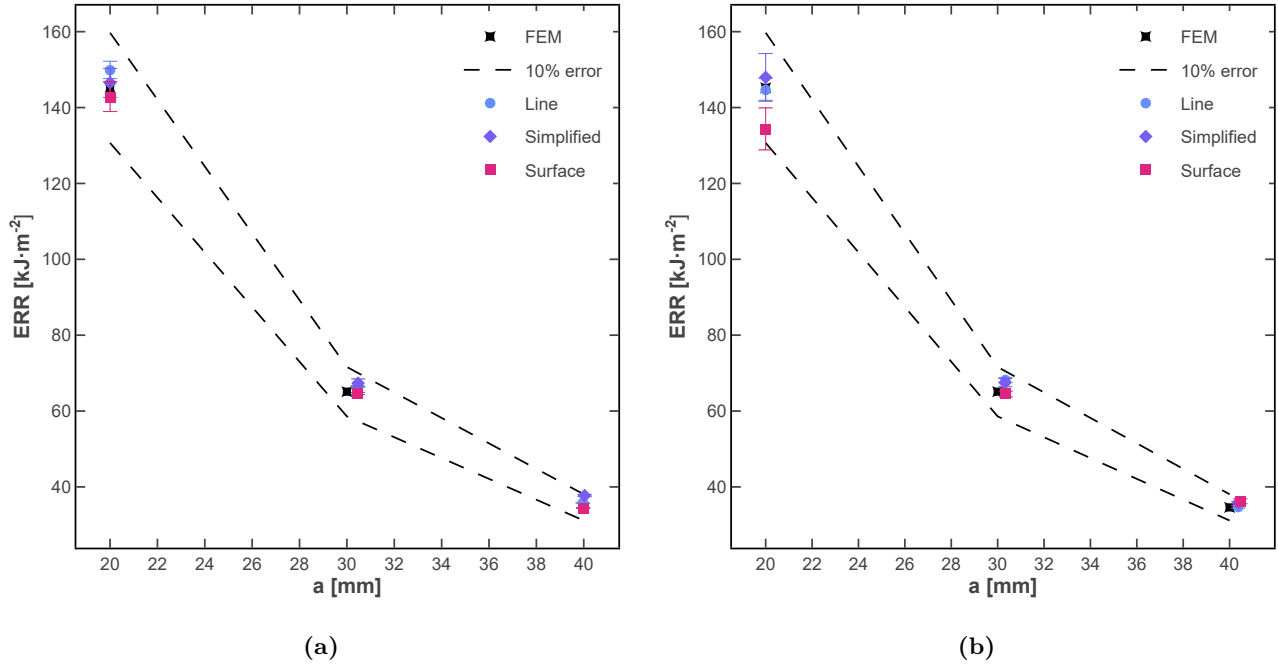 160
140
120
100
80
60
40
ERR [kJ·m-2]
FEM
10% error
Line
Simplified
Surface
20 22 24 26 28 30 32 34 36 38 40
a [mm]
(a)
160
140
120
100
80
60
40
ERR [kJ·m-2]
FEM
10% error
Line
Simplified
Surface
20 22 24 26 28 30 32 34 36 38 40
a [mm]
(b)